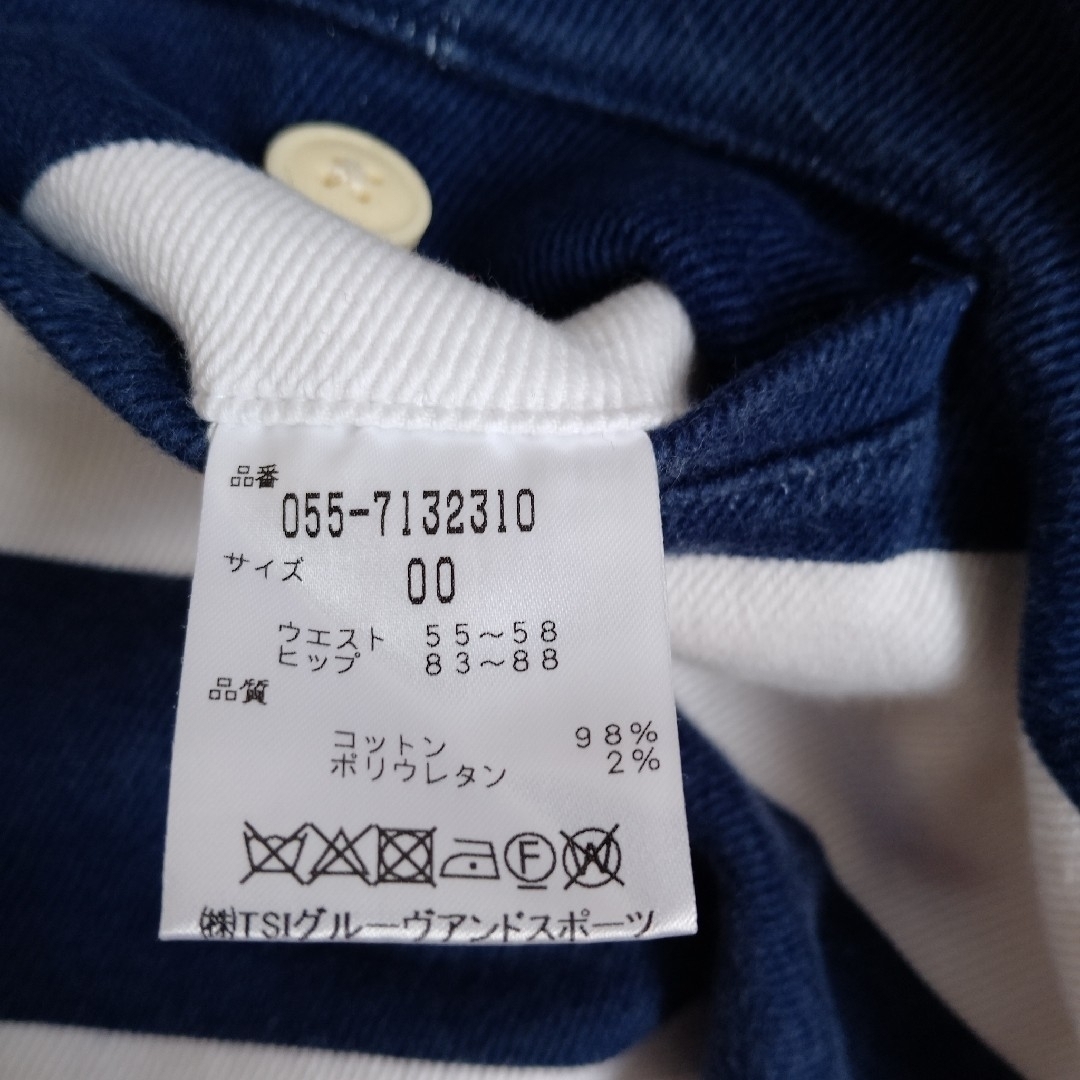 品番
055-7132310
サイズ 00
ウエスト 55～58
ヒップ 83～88
品質
コットン 98%
ポリウレタン 2%
F W
㈱TSIグルーヴアンドスポーツ